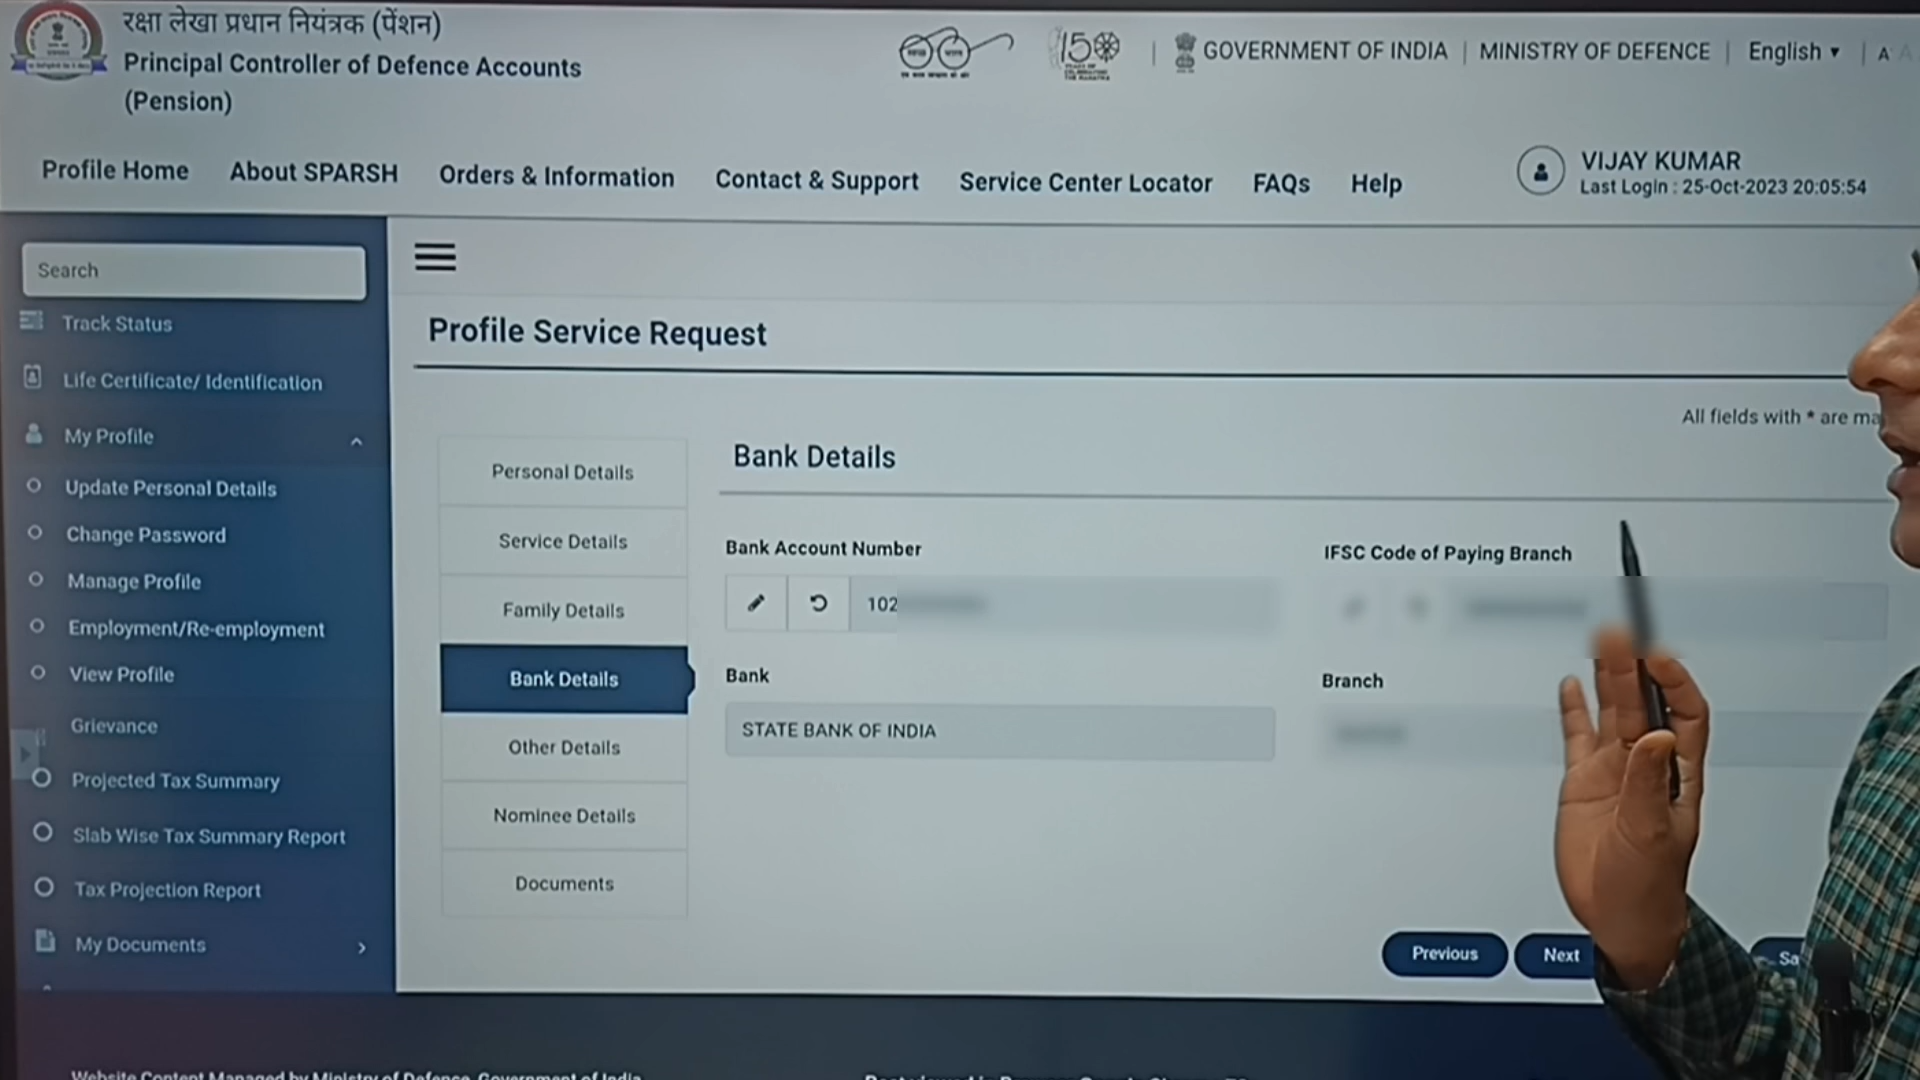 रक्षा लेखा प्रधान नियंत्रक (पेंशन)
Principal Controller of Defence Accounts
(Pension)
GOVERNMENT OF INDIA
MINISTRY OF DEFENCE
English
A
Profile Home
About SPARSH
Orders & Information
Contact & Support
Service Center Locator
FAQs
Help
VIJAY KUMAR
Last Login : 25-Oct-2023 20:05:54
Search
Track Status
Life Certificate/ Identification
My Profile
Update Personal Details
Change Password
Manage Profile
Employment/Re-employment
View Profile
Grievance
Projected Tax Summary
Slab Wise Tax Summary Report
Tax Projection Report
My Documents
Profile Service Request
All fields with * are ma
Personal Details
Service Details
Family Details
Bank Details
Other Details
Nominee Details
Documents
Bank Details
Bank Account Number
102
IFSC Code of Paying Branch
Bank
STATE BANK OF INDIA
Branch
Previous
Next
Sa
Website Content Managed by Ministry of Defence, Government of India